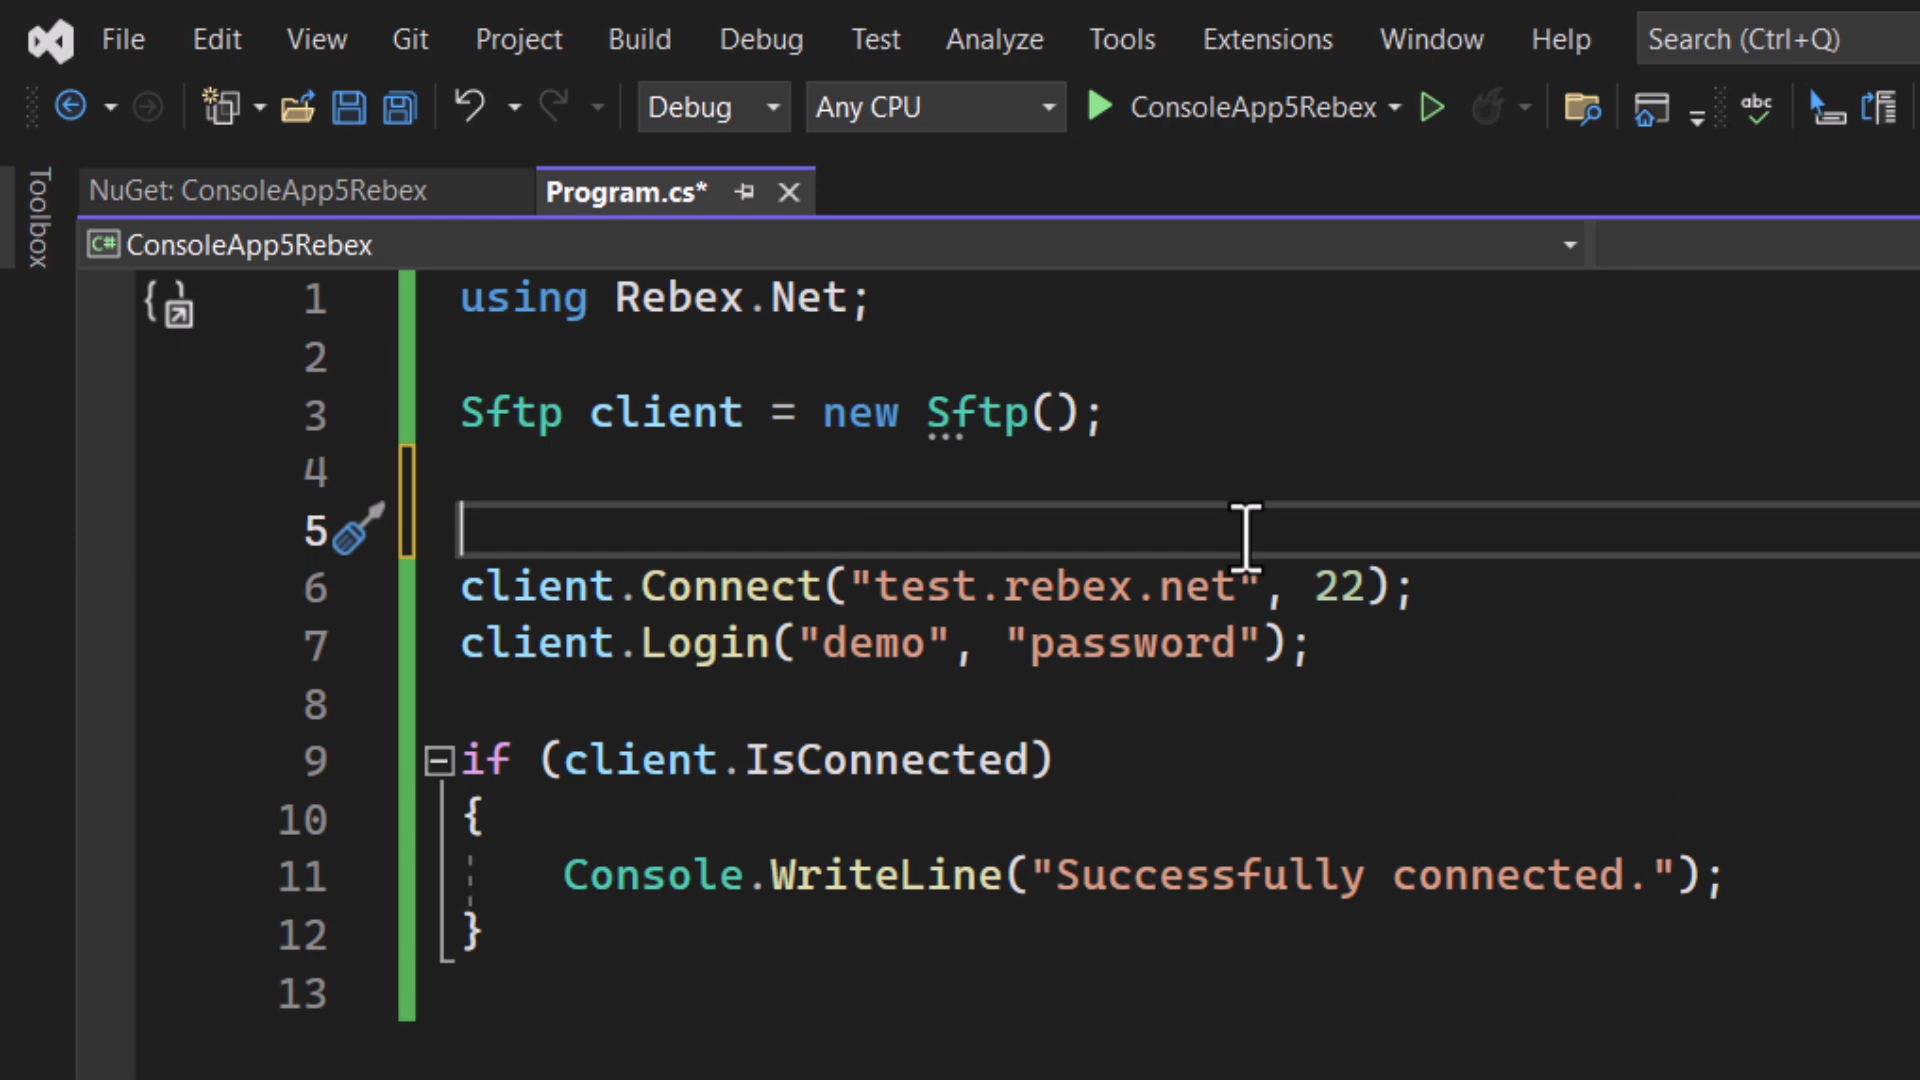 File Edit View Git Project Build Debug Test Analyze Tools Extensions Window Help Search (Ctrl+Q)
Debug Any CPU ConsoleApp5Rebex abc
Toolbox
NuGet: ConsoleApp5Rebex Program.cs*
C# ConsoleApp5Rebex
1 using Rebex.Net;
2
3 Sftp client = new Sftp();
4
5
6 client.Connect("test.rebex.net", 22);
7 client.Login("demo", "password");
8
9 if (client.IsConnected)
10 {
11 Console.WriteLine("Successfully connected.");
12 }
13